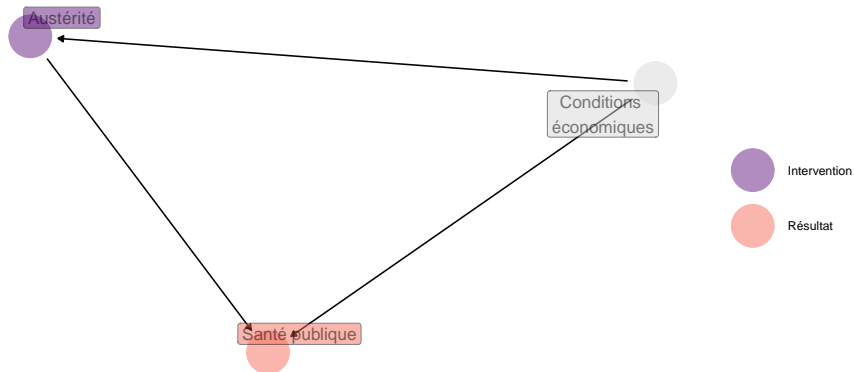 Austérité
Conditions
économiques
Intervention
Résultat
Santé publique